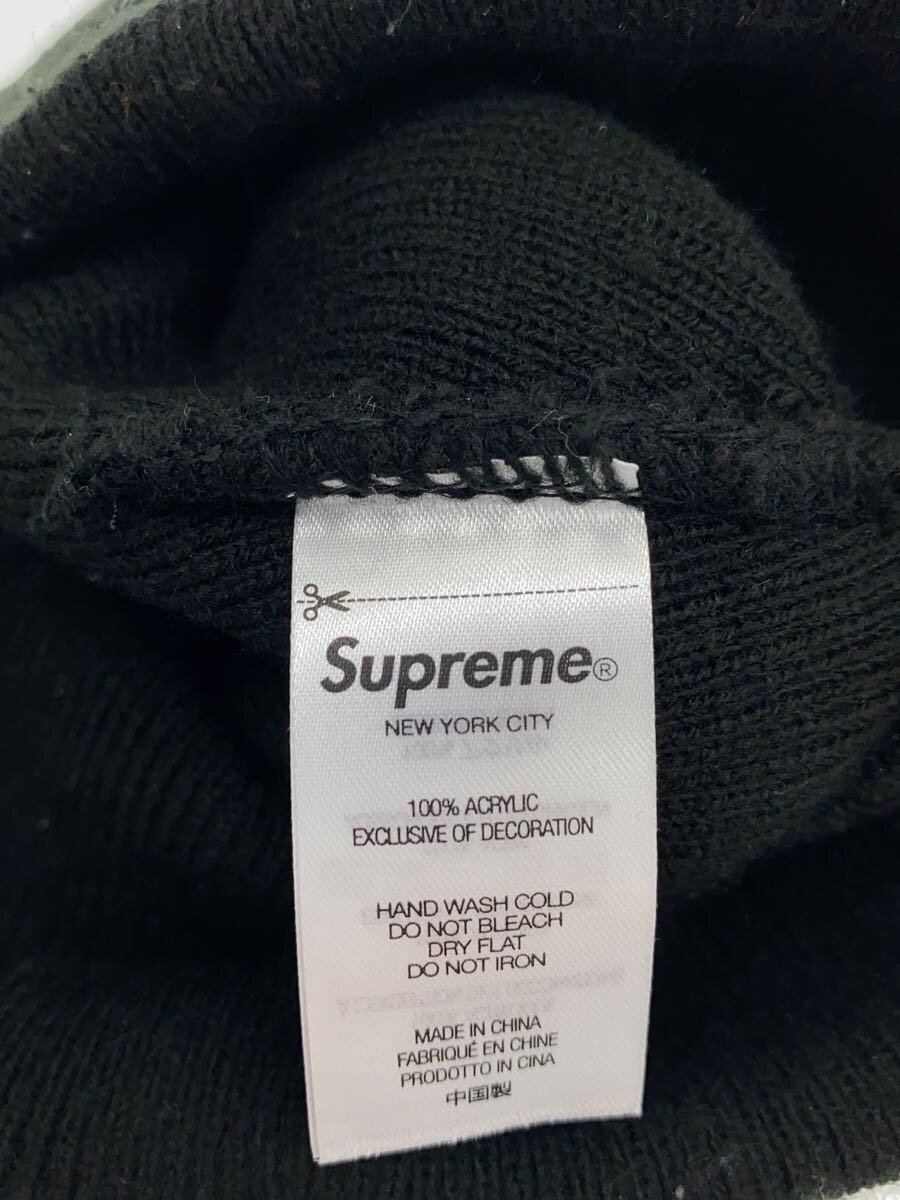 Supreme®
NEW YORK CITY
100% ACRYLIC
EXCLUSIVE OF DECORATION
HAND WASH COLD
DO NOT BLEACH
DRY FLAT
DO NOT IRON
MADE IN CHINA
FABRIQUÉ EN CHINE
PRODOTTO IN CINA
中国製